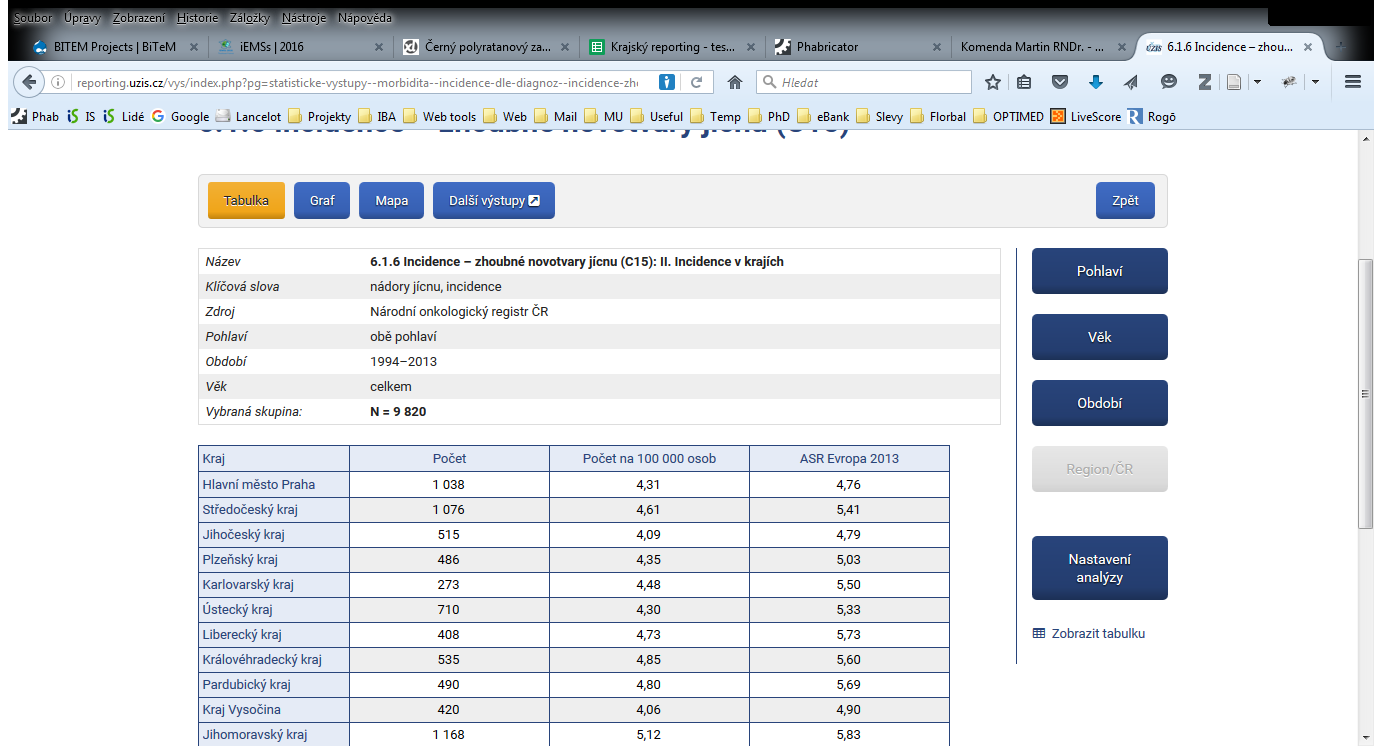 Soubor Úpravy Zobrazení Historie Záložky Nástroje Nápověda
BITEM Projects | BiTeM × iEMSs | 2016 × Černý polyratanový za... × Krajský reporting - tes... × Phabricator × Komenda Martin RNDr. - ... × 6.1.6 Incidence – zhou... ×
reporting.uzis.cz/vys/index.php?pg=statisticke-vystupy--morbidita--incidence-dle-diagnoz--incidence-zh Hledat
Phab IS Lidé Google Lancelot Projekty IBA Web tools Web Mail MU Useful Temp PhD eBank Slevy Florbal OPTIMED LiveScore Rogō
6.1.6 Incidence – zhoubné novotvary jícnu (C15)
Tabulka Graf Mapa Další výstupy Zpět
Název 6.1.6 Incidence – zhoubné novotvary jícnu (C15): II. Incidence v krajích
Klíčová slova nádory jícnu, incidence
Zdroj Národní onkologický registr ČR
Pohlaví obě pohlaví
Období 1994–2013
Věk celkem
Vybraná skupina: N = 9 820
Pohlaví
Věk
Období
Region/ČR
Nastavení
analýzy
Zobrazit tabulku
Kraj Počet Počet na 100 000 osob ASR Evropa 2013
Hlavní město Praha 1 038 4,31 4,76
Středočeský kraj 1 076 4,61 5,41
Jihočeský kraj 515 4,09 4,79
Plzeňský kraj 486 4,35 5,03
Karlovarský kraj 273 4,48 5,50
Ústecký kraj 710 4,30 5,33
Liberecký kraj 408 4,73 5,73
Královéhradecký kraj 535 4,85 5,60
Pardubický kraj 490 4,80 5,69
Kraj Vysočina 420 4,06 4,90
Jihomoravský kraj 1 168 5,12 5,83